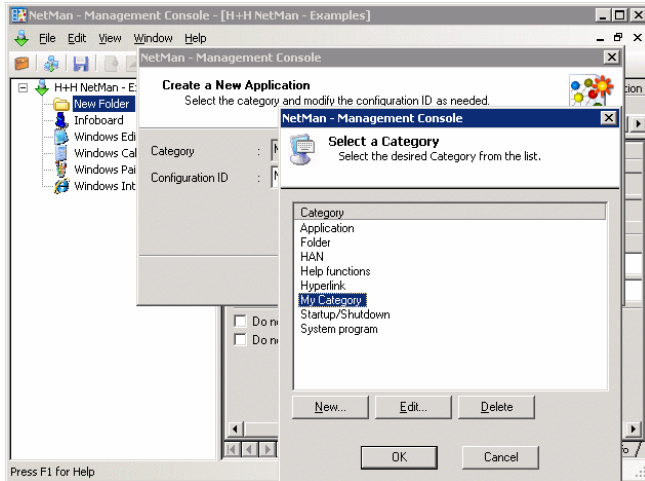 NetMan - Management Console - [H+H NetMan - Examples]
File Edit View Window Help
NetMan - Management Console
Create a New Application
Select the category and modify the configuration ID as needed.
Category :
Configuration ID :
NetMan - Management Console
Select a Category
Select the desired Category from the list.
Category
Application
Folder
HAN
Help functions
Hyperlink
My Category
Startup/Shutdown
System program
New... Edit... Delete
OK Cancel
H+H NetMan - E
New Folder
Infoboard
Windows Edi
Windows Cal
Windows Pai
Windows Int
Do n
Do n
Press F1 for Help